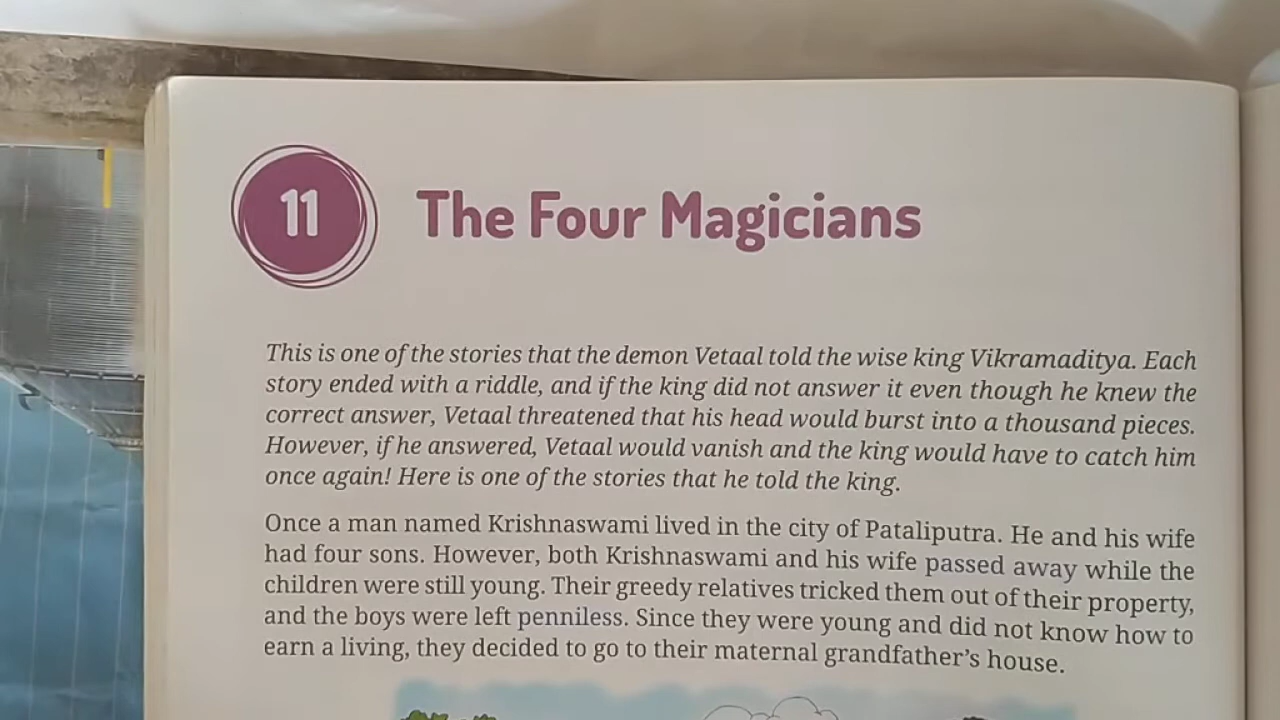 11
The Four Magicians
This is one of the stories that the demon Vetaal told the wise king Vikramaditya. Each
story ended with a riddle, and if the king did not answer it even though he knew the
correct answer, Vetaal threatened that his head would burst into a thousand pieces.
However, if he answered, Vetaal would vanish and the king would have to catch him
once again! Here is one of the stories that he told the king.
Once a man named Krishnaswami lived in the city of Pataliputra. He and his wife
had four sons. However, both Krishnaswami and his wife passed away while the
children were still young. Their greedy relatives tricked them out of their property,
and the boys were left penniless. Since they were young and did not know how to
earn a living, they decided to go to their maternal grandfather's house.